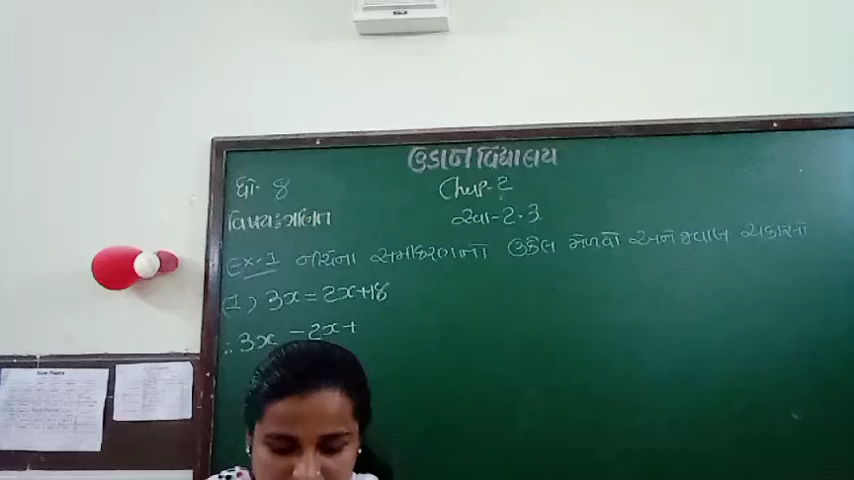 ઉડાન વિદ્યાલય
ધો- ૪
Chap-2
વિષય:ગણિત
સ્વા-2.3
Ex-1 નીચેના સમીકરણનો ઉકેલ મેળવો અને જવાબ ચકાસો
(1) 3x = 2x+18
∴ 3x - 2x+